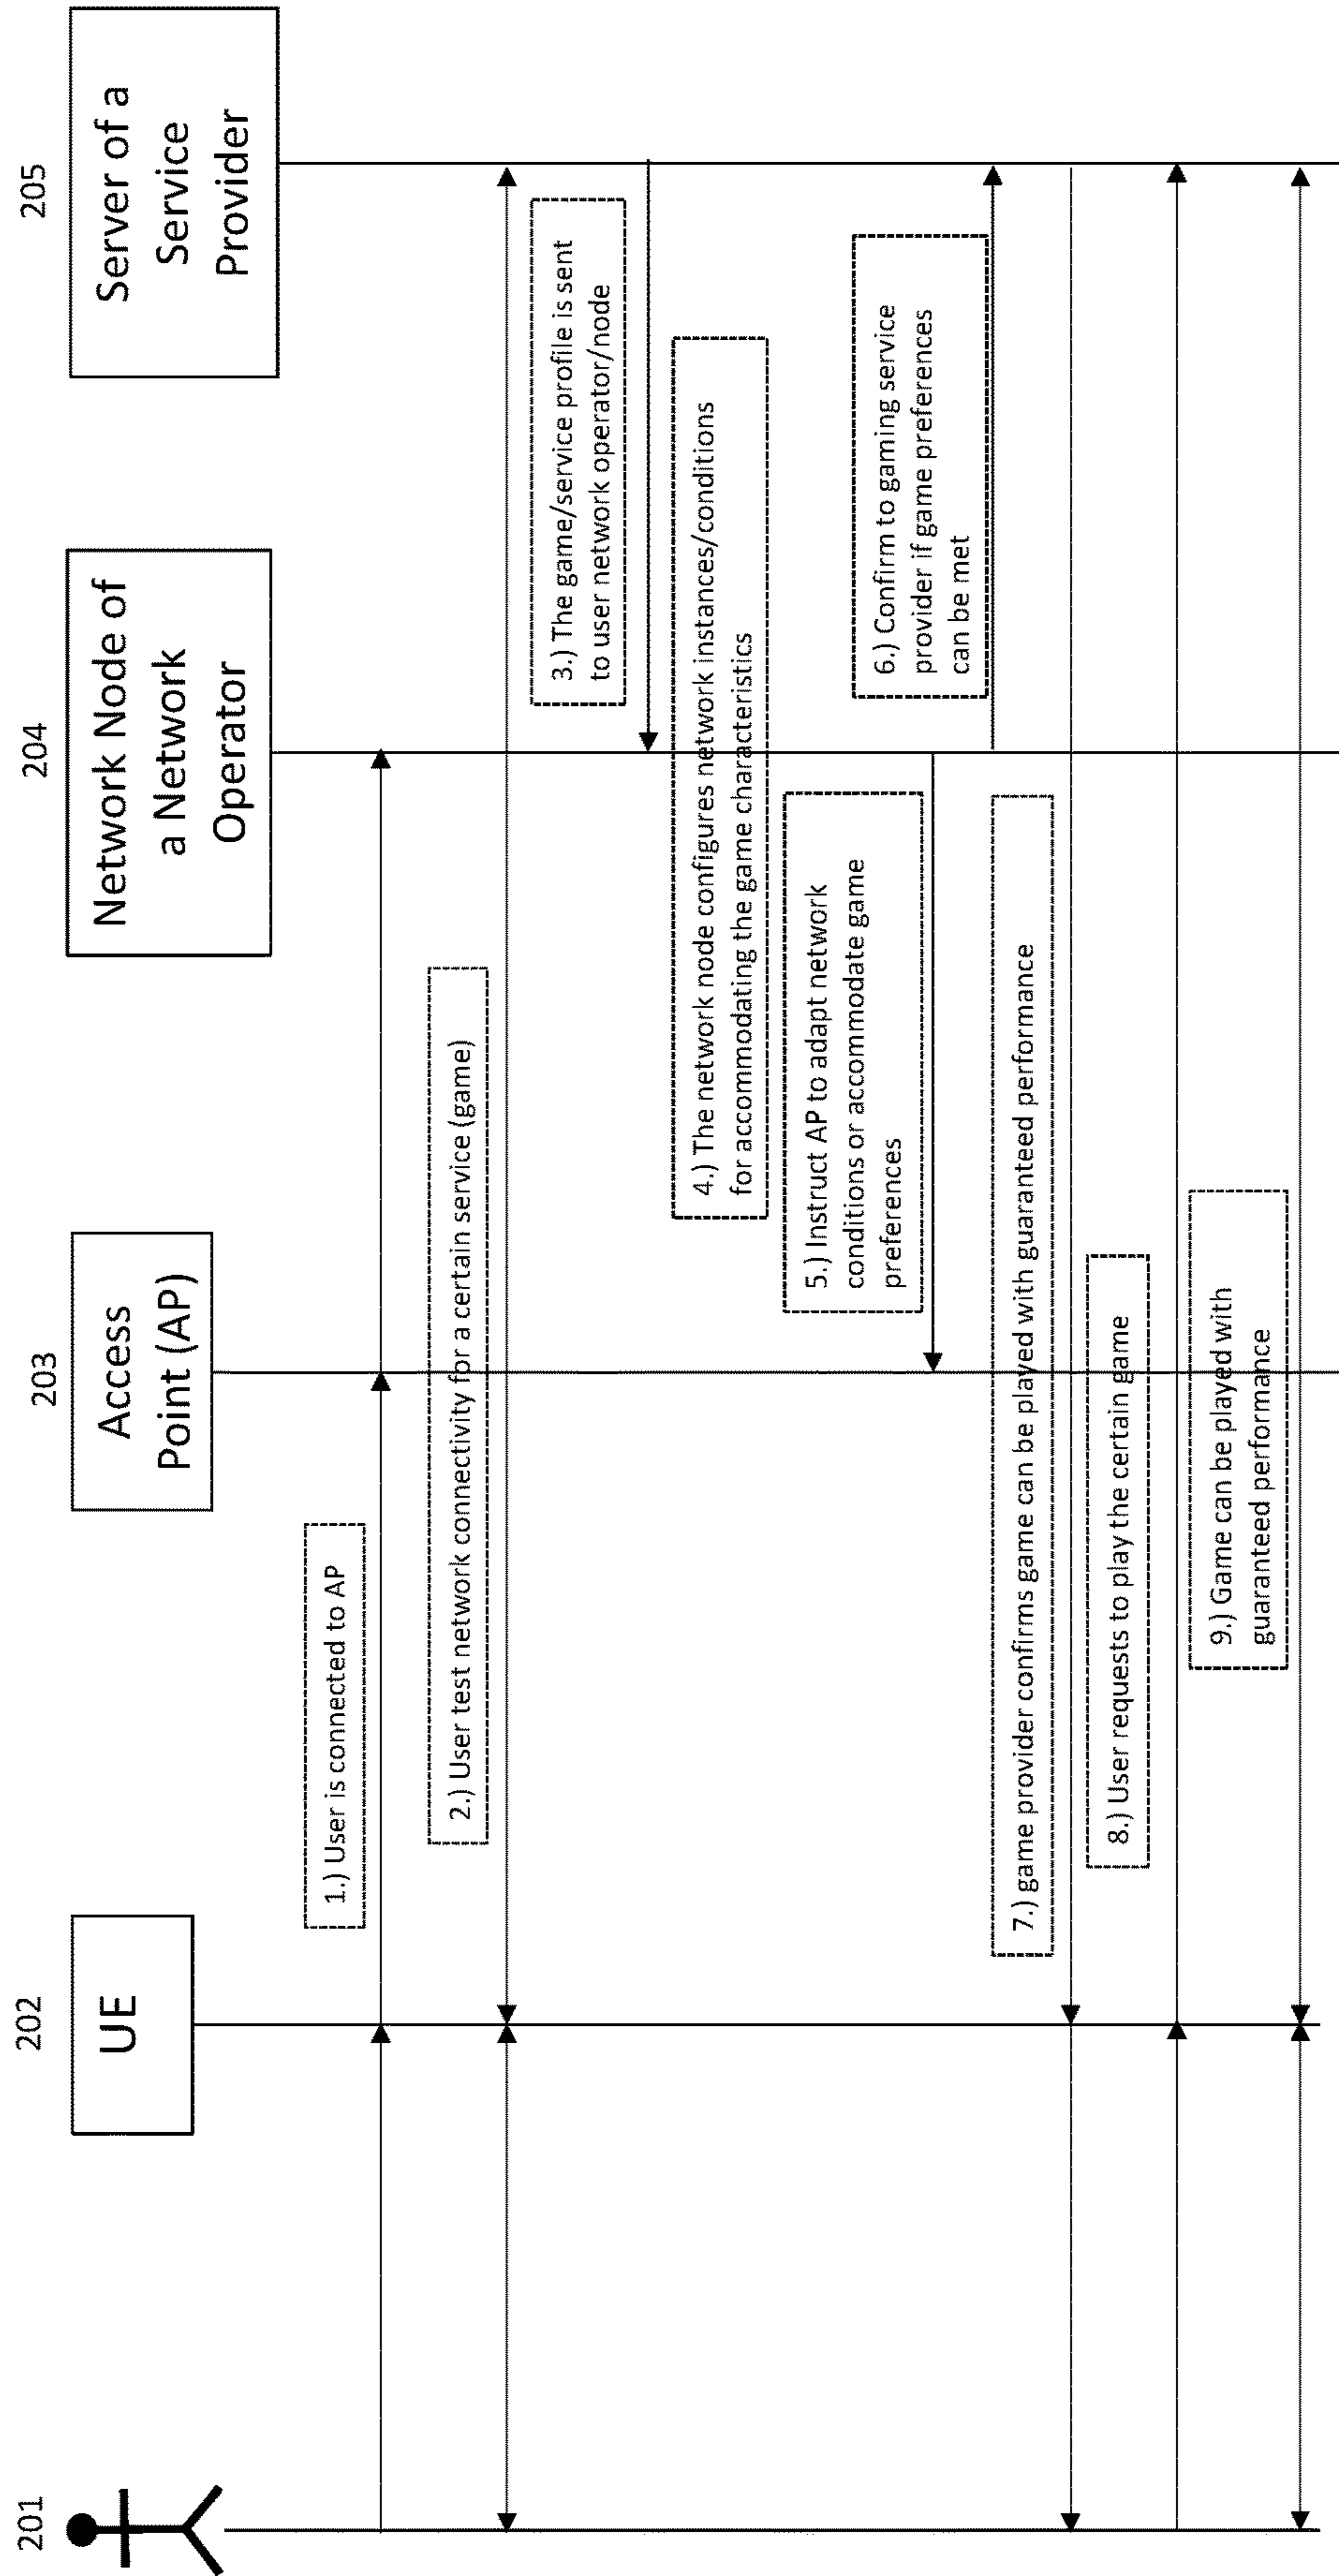 201
202
203
204
205
UE
Access
Point (AP)
Network Node of
a Network
Operator
Server of a
Service
Provider
1.) User is connected to AP
2.) User test network connectivity for a certain service (game)
3.) The game/service profile is sent
to user network operator/node
4.) The network node configures network instances/conditions
for accommodating the game characteristics
5.) Instruct AP to adapt network
conditions or accommodate game
preferences
6.) Confirm to gaming service
provider if game preferences
can be met
7.) game provider confirms game can be played with guaranteed performance
8.) User requests to play the certain game
9.) Game can be played with
guaranteed performance